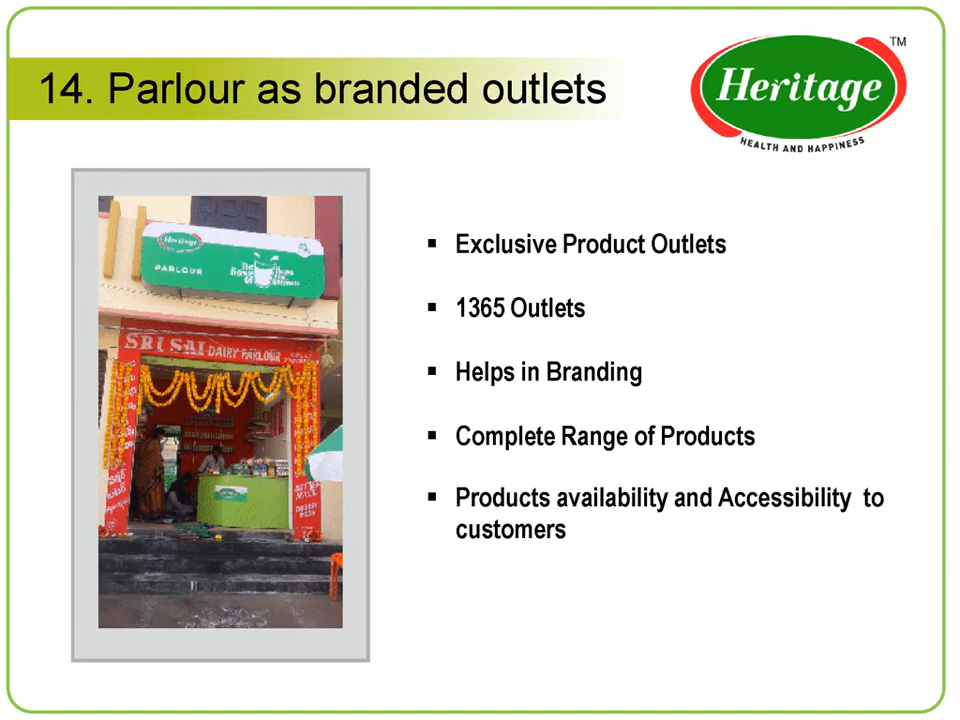 14. Parlour as branded outlets
Heritage
TM
HEALTH AND HAPPINESS
Heritage
PARLOUR
SRI SAI DAIRY PARLOUR
▪ Exclusive Product Outlets
▪ 1365 Outlets
▪ Helps in Branding
▪ Complete Range of Products
▪ Products availability and Accessibility to
customers